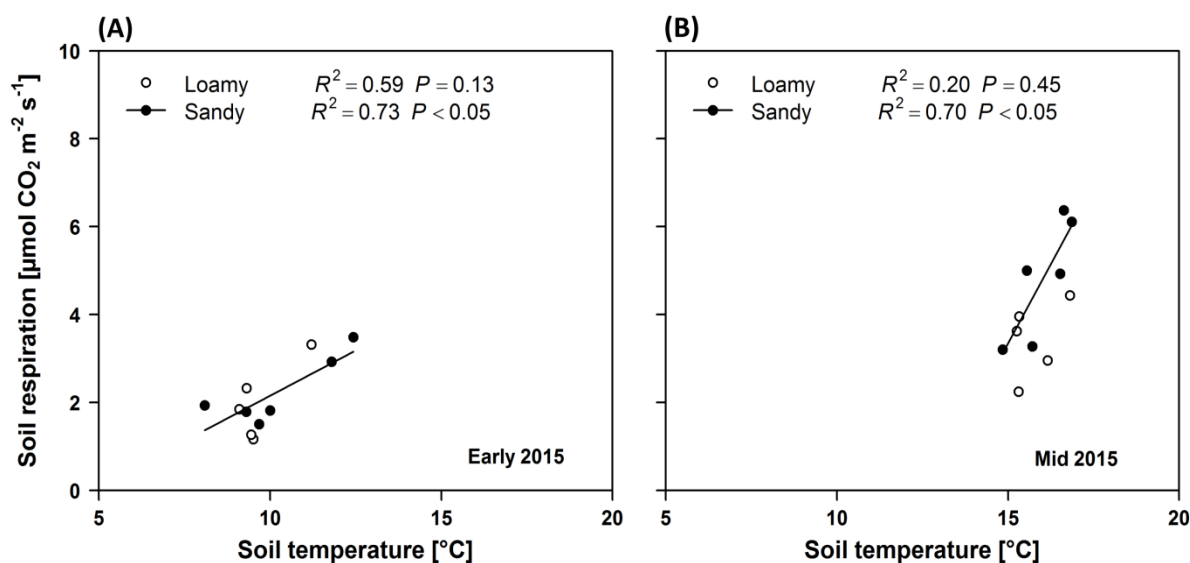 (A)
(B)
Soil respiration [µmol CO₂ m⁻² s⁻¹]
10
8
6
4
2
0
Loamy R² = 0.59 P = 0.13
Sandy R² = 0.73 P < 0.05
Early 2015
5 10 15 20
Soil temperature [°C]
Loamy R² = 0.20 P = 0.45
Sandy R² = 0.70 P < 0.05
Mid 2015
5 10 15 20
Soil temperature [°C]